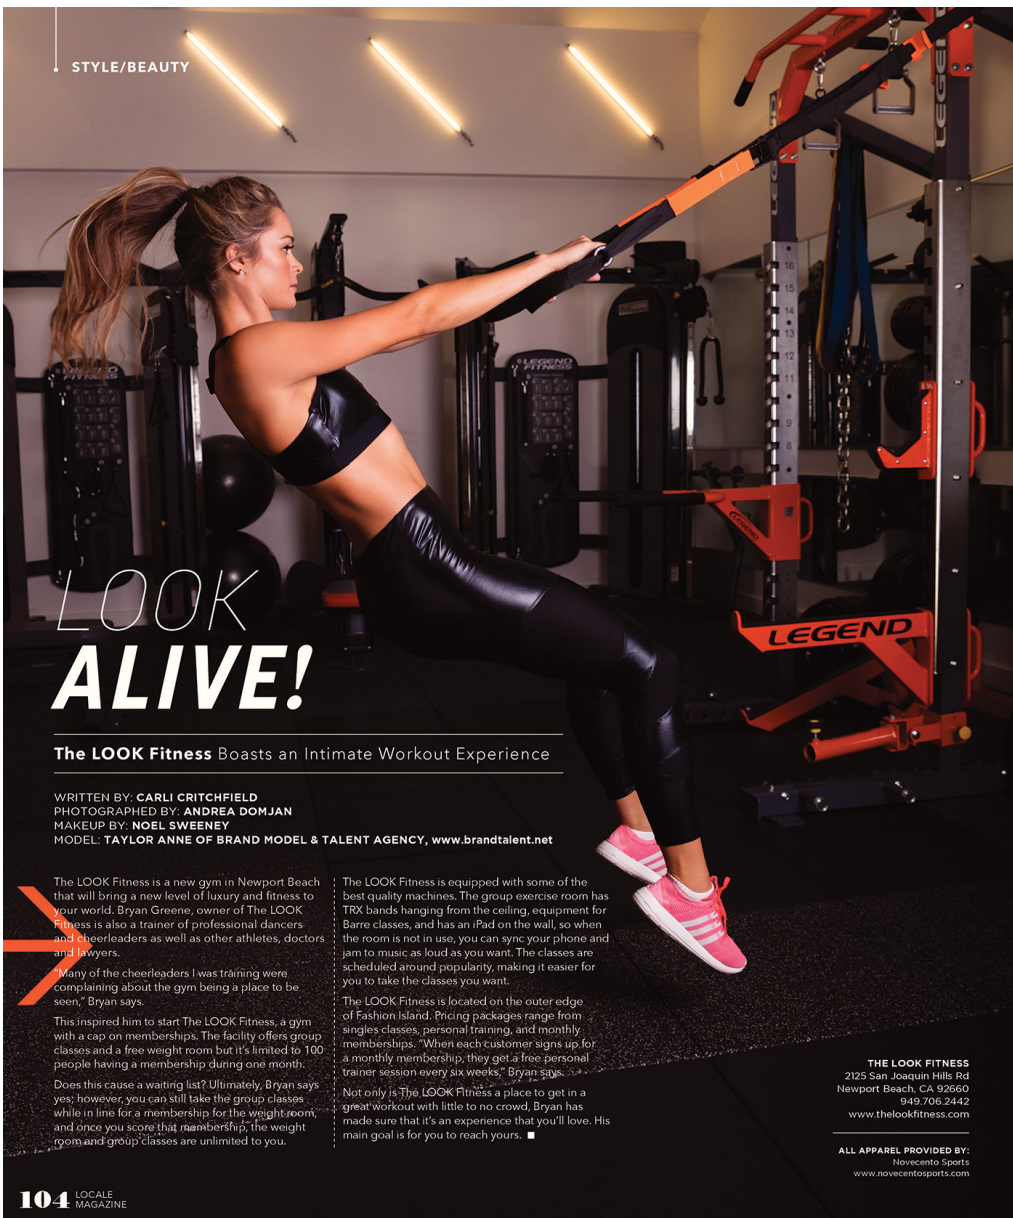 STYLE/BEAUTY
LEGEND
16
15
14
13
12
11
9
8
LEGEND
FITNESS
LEGEND
FITNESS
LEGEND
LEGEND
LOOK
ALIVE!
The LOOK Fitness Boasts an Intimate Workout Experience
WRITTEN BY: CARLI CRITCHFIELD
PHOTOGRAPHED BY: ANDREA DOMJAN
MAKEUP BY: NOEL SWEENEY
MODEL: TAYLOR ANNE OF BRAND MODEL & TALENT AGENCY, www.brandtalent.net
The LOOK Fitness is a new gym in Newport Beach
that will bring a new level of luxury and fitness to
your world. Bryan Greene, owner of The LOOK
Fitness is also a trainer of professional dancers
and cheerleaders as well as other athletes, doctors
and lawyers.
"Many of the cheerleaders I was training were
complaining about the gym being a place to be
seen," Bryan says.
This inspired him to start The LOOK Fitness, a gym
with a cap on memberships. The facility offers group
classes and a free weight room but it's limited to 100
people having a membership during one month.
Does this cause a waiting list? Ultimately, Bryan says
yes; however, you can still take the group classes
while in line for a membership for the weight room,
and once you score that membership, the weight
room and group classes are unlimited to you.
The LOOK Fitness is equipped with some of the
best quality machines. The group exercise room has
TRX bands hanging from the ceiling, equipment for
Barre classes, and has an iPad on the wall, so when
the room is not in use, you can sync your phone and
jam to music as loud as you want. The classes are
scheduled around popularity, making it easier for
you to take the classes you want.
The LOOK Fitness is located on the outer edge
of Fashion Island. Pricing packages range from
singles classes, personal training, and monthly
memberships. "When each customer signs up for
a monthly membership, they get a free personal
trainer session every six weeks," Bryan says.
Not only is The LOOK Fitness a place to get in a
great workout with little to no crowd, Bryan has
made sure that it's an experience that you'll love. His
main goal is for you to reach yours.
THE LOOK FITNESS
2125 San Joaquin Hills Rd
Newport Beach, CA 92660
949.706.2442
www.thelookfitness.com
ALL APPAREL PROVIDED BY:
Novecento Sports
www.novecentosports.com
104 LOCALE
MAGAZINE